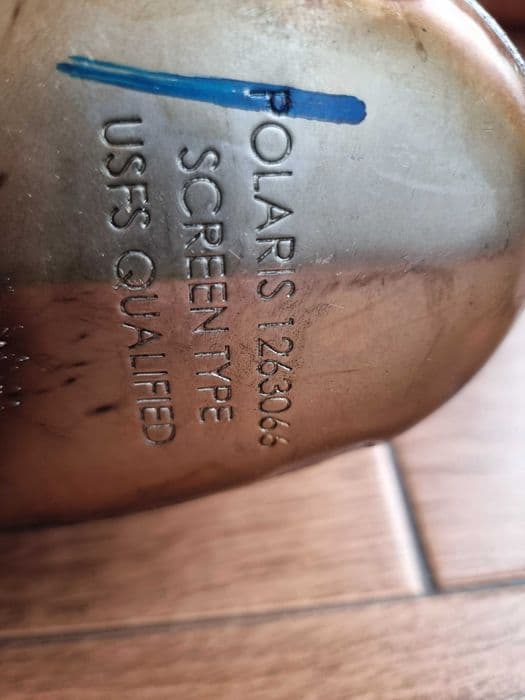 POLARIS 1263066
SCREEN TYPE
USFS QUALIFIED